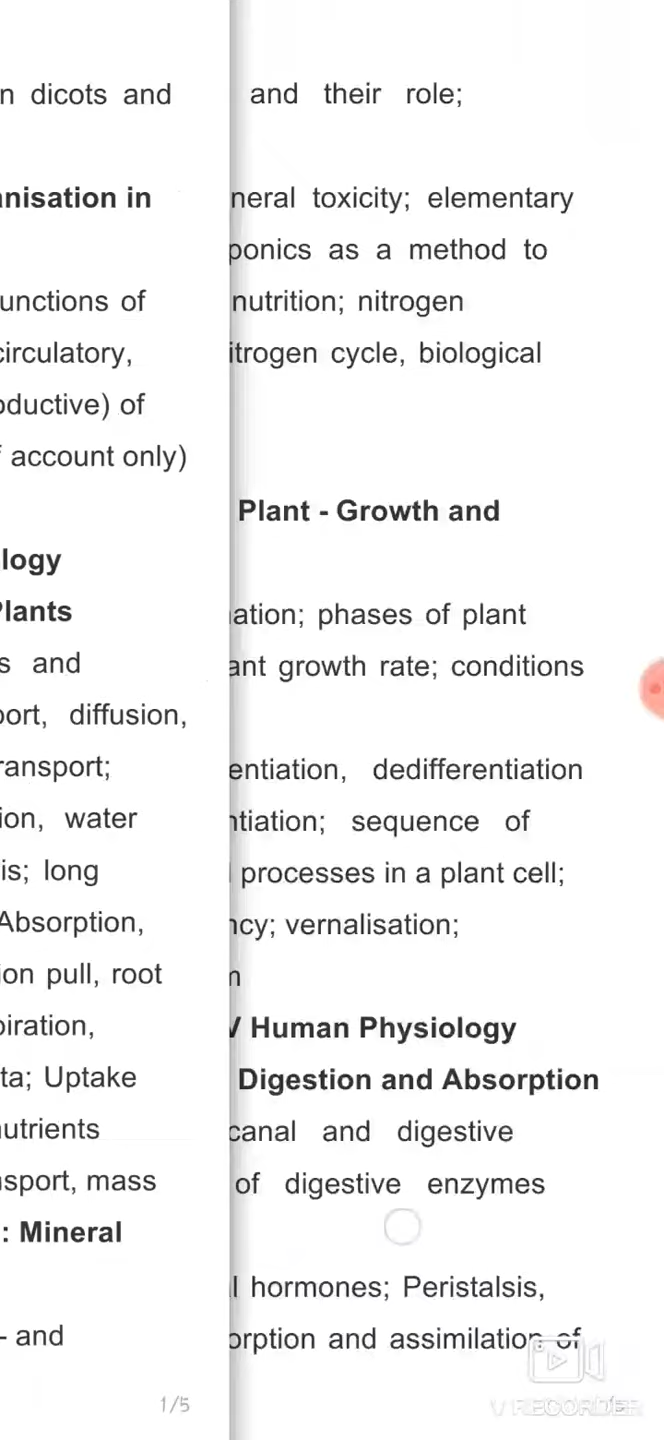 dicots and
anisation in
unctions of
circulatory,
oductive) of
account only)
logy
Plants
s and
port, diffusion,
ransport;
ion, water
is; long
Absorption,
ion pull, root
piration,
ta; Uptake
nutrients
nsport, mass
: Mineral
- and
1/5
and their role;
neral toxicity; elementary
ponics as a method to
nutrition; nitrogen
itrogen cycle, biological
Plant - Growth and
ation; phases of plant
ant growth rate; conditions
entiation, dedifferentiation
ntiation; sequence of
processes in a plant cell;
ncy; vernalisation;
V Human Physiology
Digestion and Absorption
canal and digestive
of digestive enzymes
l hormones; Peristalsis,
orption and assimilation of
V RECORDER